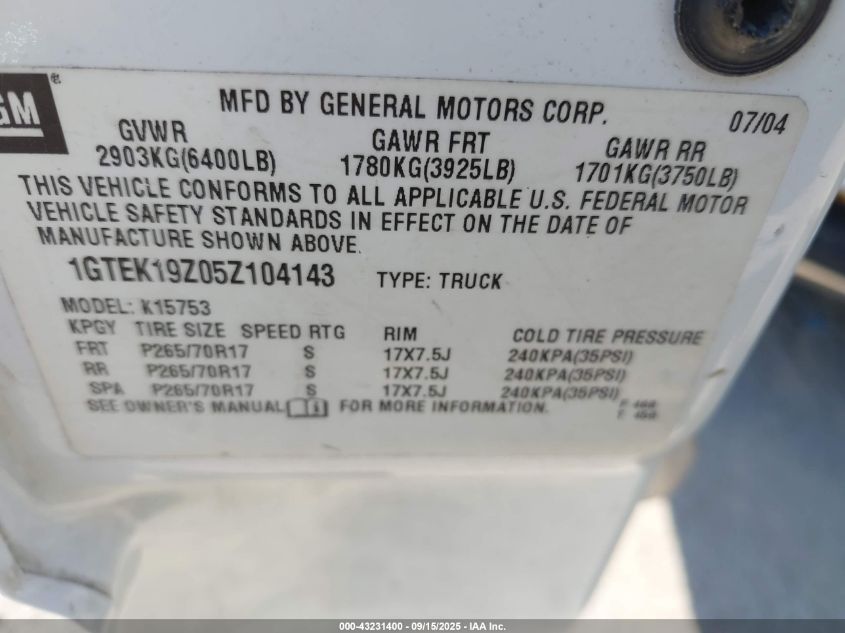 GM
®
MFD BY GENERAL MOTORS CORP. 07/04
GVWR GAWR FRT GAWR RR
2903KG(6400LB) 1780KG(3925LB) 1701KG(3750LB)
THIS VEHICLE CONFORMS TO ALL APPLICABLE U.S. FEDERAL MOTOR
VEHICLE SAFETY STANDARDS IN EFFECT ON THE DATE OF
MANUFACTURE SHOWN ABOVE.
1GTEK19Z05Z104143 TYPE: TRUCK
MODEL: K15753
KPGY TIRE SIZE SPEED RTG RIM COLD TIRE PRESSURE
FRT P265/70R17 S 17X7.5J 240KPA(35PSI)
RR P265/70R17 S 17X7.5J 240KPA(35PSI)
SPA P265/70R17 S 17X7.5J 240KPA(35PSI)
SEE OWNER'S MANUAL FOR MORE INFORMATION.
000-43231400 - 09/15/2025 - IAA Inc.